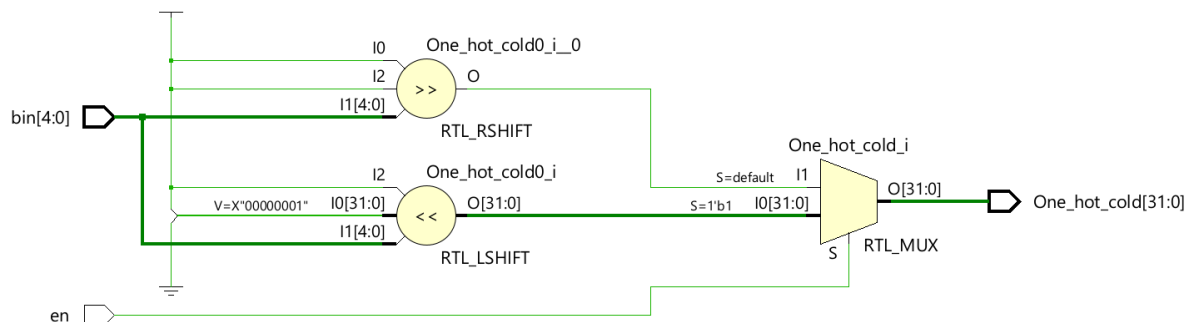 One_hot_cold0_i__0
I0
I2
O
I1[4:0]
>>
bin[4:0]
RTL_RSHIFT
One_hot_cold_i
One_hot_cold0_i
I2
S=default
I1
O[31:0]
V=X"00000001"
I0[31:0]
O[31:0]
S=1'b1
I0[31:0]
One_hot_cold[31:0]
<<
I1[4:0]
RTL_LSHIFT
S
RTL_MUX
en